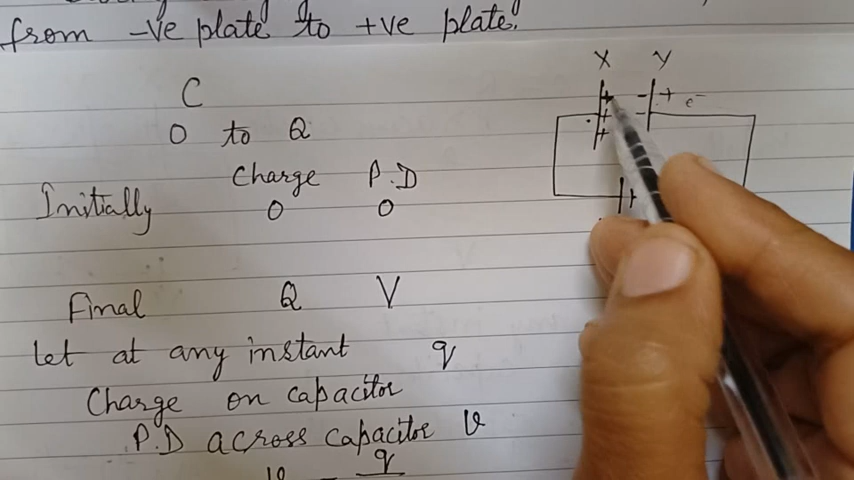 from -ve plate to +ve plate.
X Y
C
+ - + e⁻
+ -
+
0 to Q
Charge P.D
Initially 0 0
+
Final Q V
let at any instant q
Charge on capacitor
P.D across capacitor v
v = q